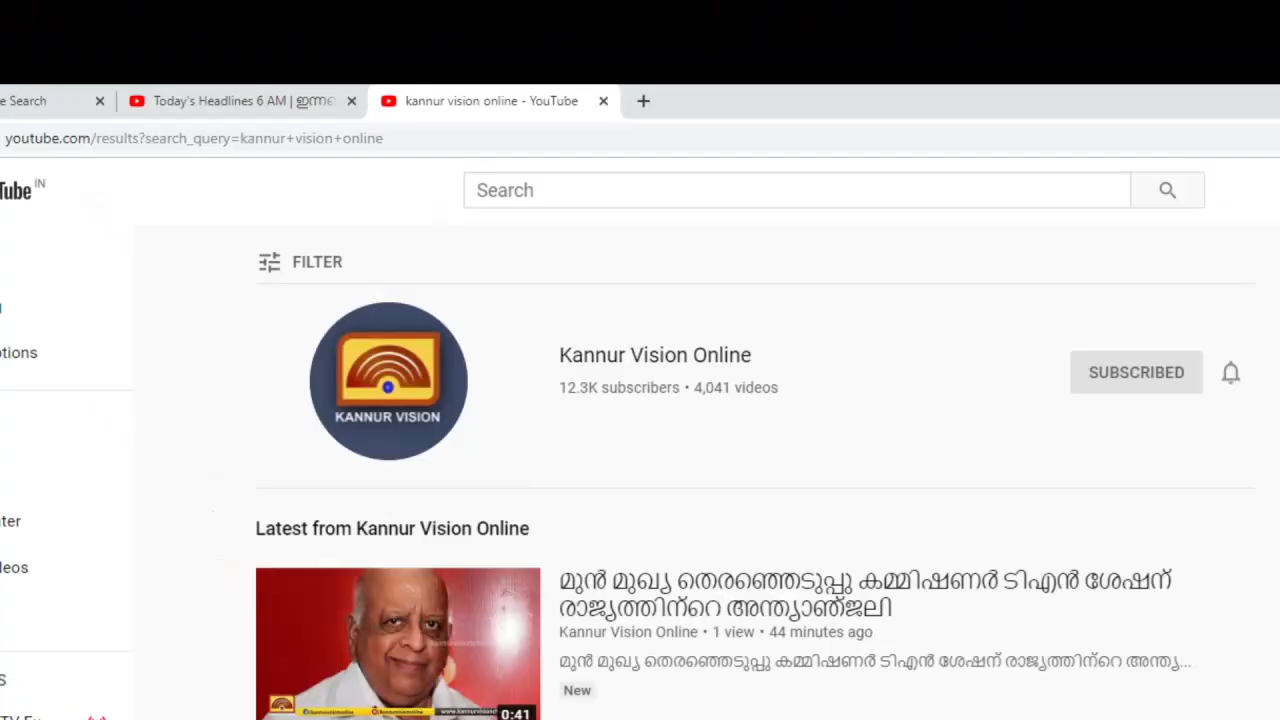 e Search
Today's Headlines 6 AM | ഇന്നെ
kannur vision online - YouTube
youtube.com/results?search_query=kannur+vision+online
Tube IN
Search
FILTER
KANNUR VISION
Kannur Vision Online
12.3K subscribers • 4,041 videos
SUBSCRIBED
otions
ter
leos
S
Latest from Kannur Vision Online
മുൻ മുഖ്യ തെരഞ്ഞെടുപ്പു കമ്മിഷണർ ടിഎൻ ശേഷന്
രാജ്യത്തിന്റെ അന്ത്യാഞ്ജലി
Kannur Vision Online • 1 view • 44 minutes ago
മുൻ മുഖ്യ തെരഞ്ഞെടുപ്പു കമ്മിഷണർ ടിഎൻ ശേഷന് രാജ്യത്തിന്റെ അന്ത്യ...
New
0:41